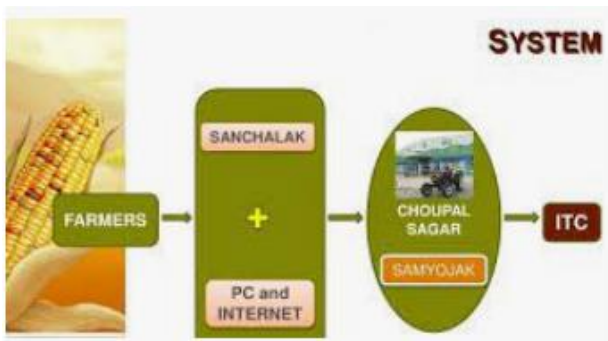 SYSTEM
FARMERS
SANCHALAK
+
PC and
INTERNET
CHOUPAL
SAGAR
SAMYOJAK
ITC